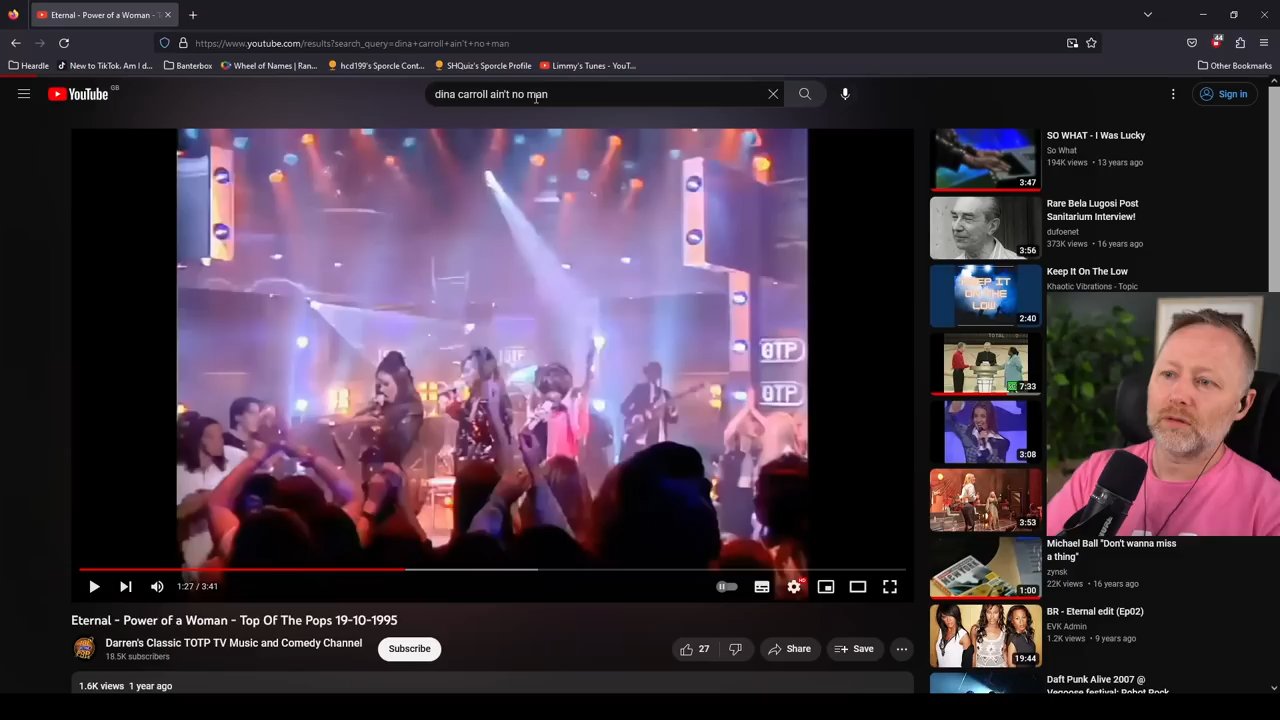 Eternal - Power of a Woman - T
https://www.youtube.com/results?search_query=dina+carroll+ain't+no+man
Heardle
New to TikTok. Am I d...
Banterbox
Wheel of Names | Ran...
hcd199's Sporcle Cont...
SHQuiz's Sporcle Profile
Limmy's Tunes - YouT...
Other Bookmarks
44
YouTube GB
dina carroll ain't no man
Sign in
OTP
OTP
SO WHAT - I Was Lucky
So What
194K views • 13 years ago
3:47
Rare Bela Lugosi Post
Sanitarium Interview!
dufoenet
373K views • 16 years ago
3:56
Keep It On The Low
Khaotic Vibrations - Topic
KEEP IT
ON THE
LOW
2:40
7:33
3:08
3:53
Michael Ball "Don't wanna miss
a thing"
zynsk
22K views • 16 years ago
1:00
BR - Eternal edit (Ep02)
EVK Admin
1.2K views • 9 years ago
19:44
Daft Punk Alive 2007 @
Vegoose festival: Robot Rock
1:27 / 3:41
HD
Eternal - Power of a Woman - Top Of The Pops 19-10-1995
Darren's Classic TOTP TV Music and Comedy Channel
18.5K subscribers
Subscribe
27
Share
Save
1.6K views 1 year ago